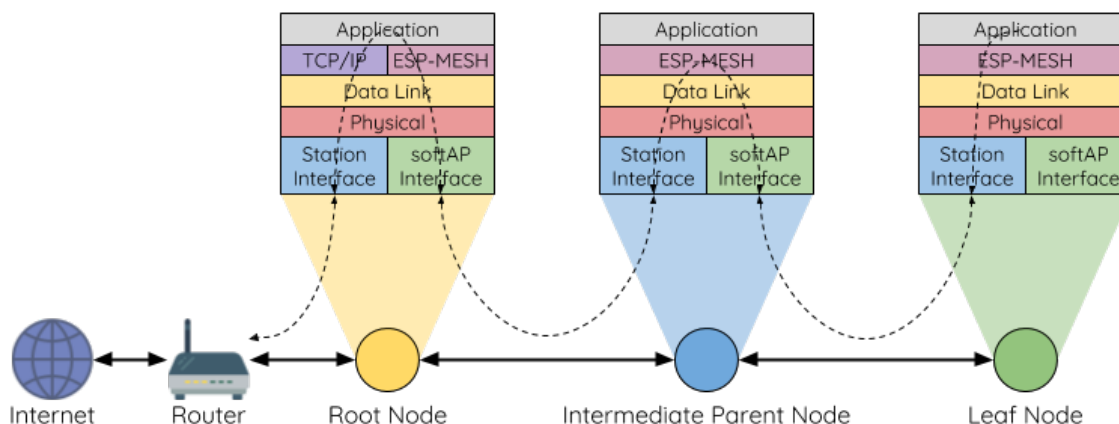 Application
TCP/IP
ESP-MESH
Data Link
Physical
Station
Interface
softAP
Interface
Application
ESP-MESH
Data Link
Physical
Station
Interface
softAP
Interface
Application
ESP-MESH
Data Link
Physical
Station
Interface
softAP
Interface
Internet
Router
Root Node
Intermediate Parent Node
Leaf Node